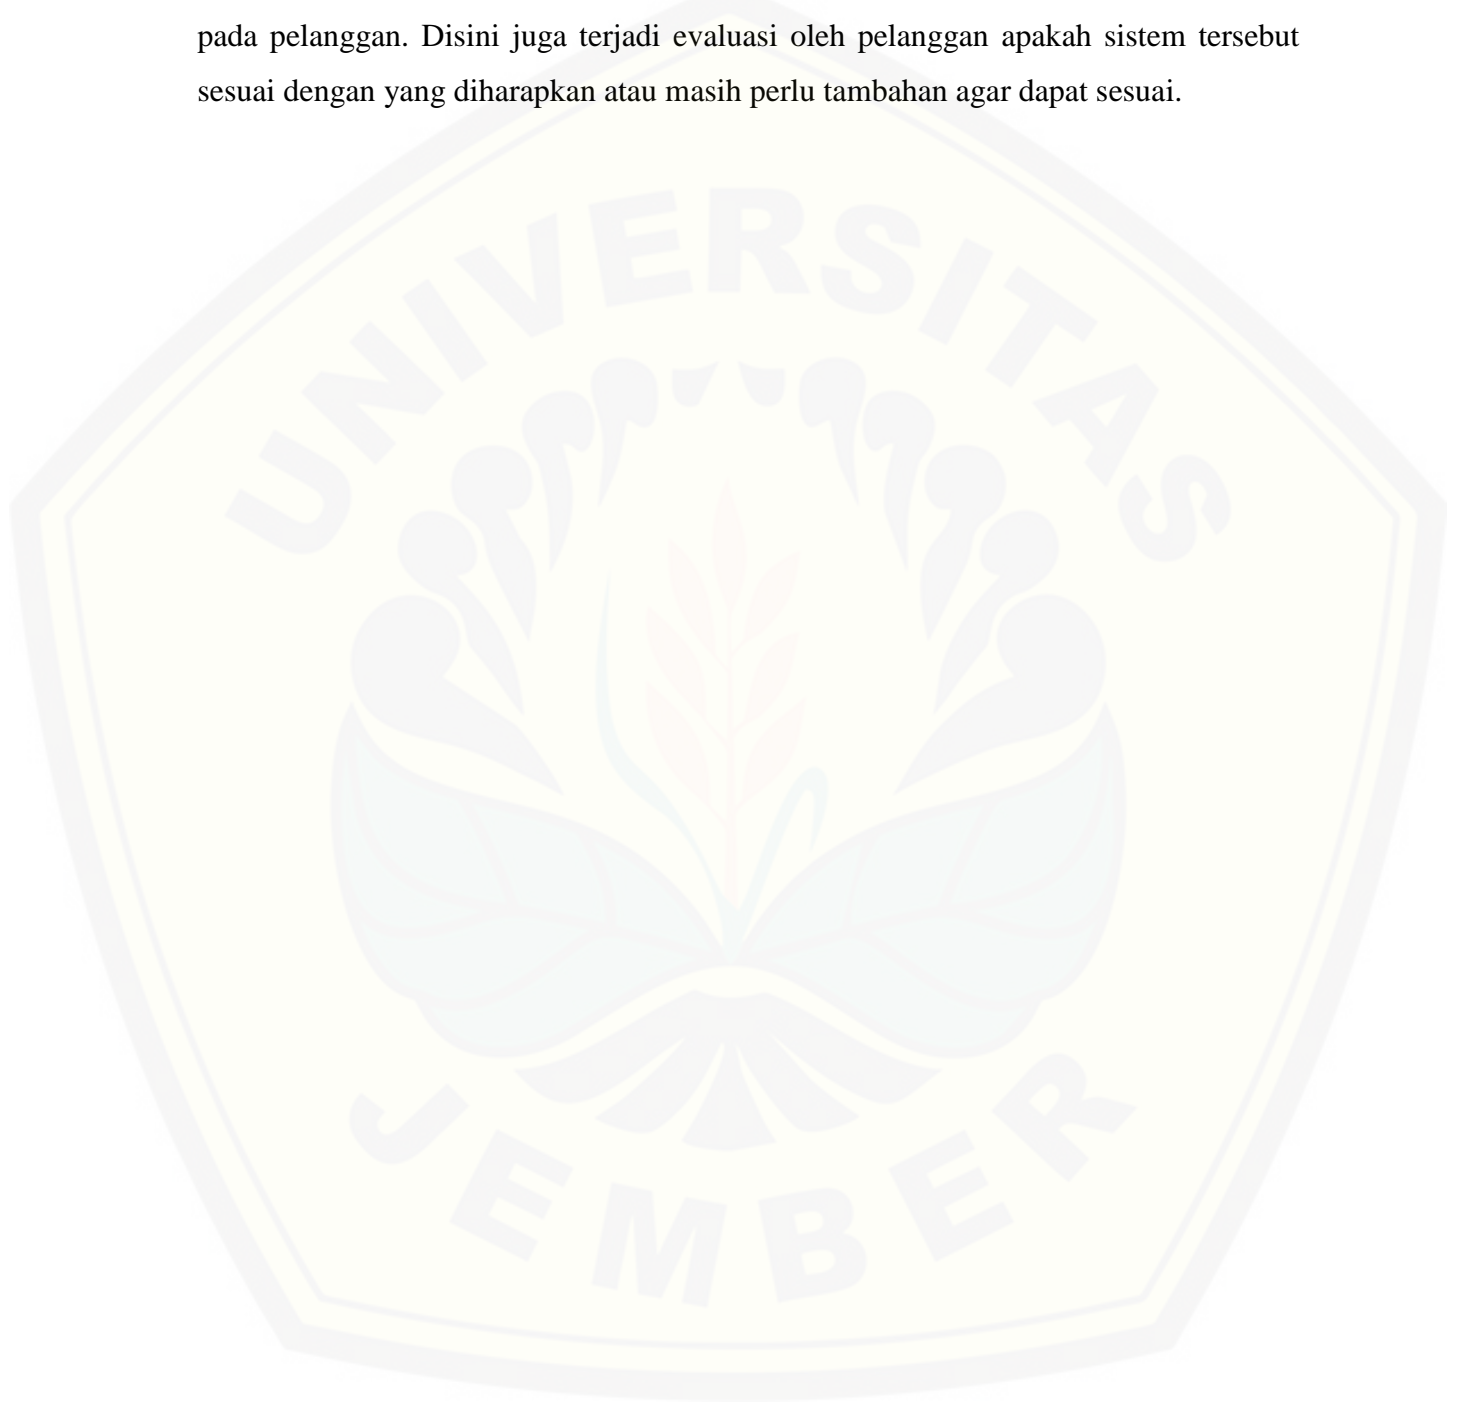 pada pelanggan. Disini juga terjadi evaluasi oleh pelanggan apakah sistem tersebut
sesuai dengan yang diharapkan atau masih perlu tambahan agar dapat sesuai.
UNIVERSITAS
JEMBER